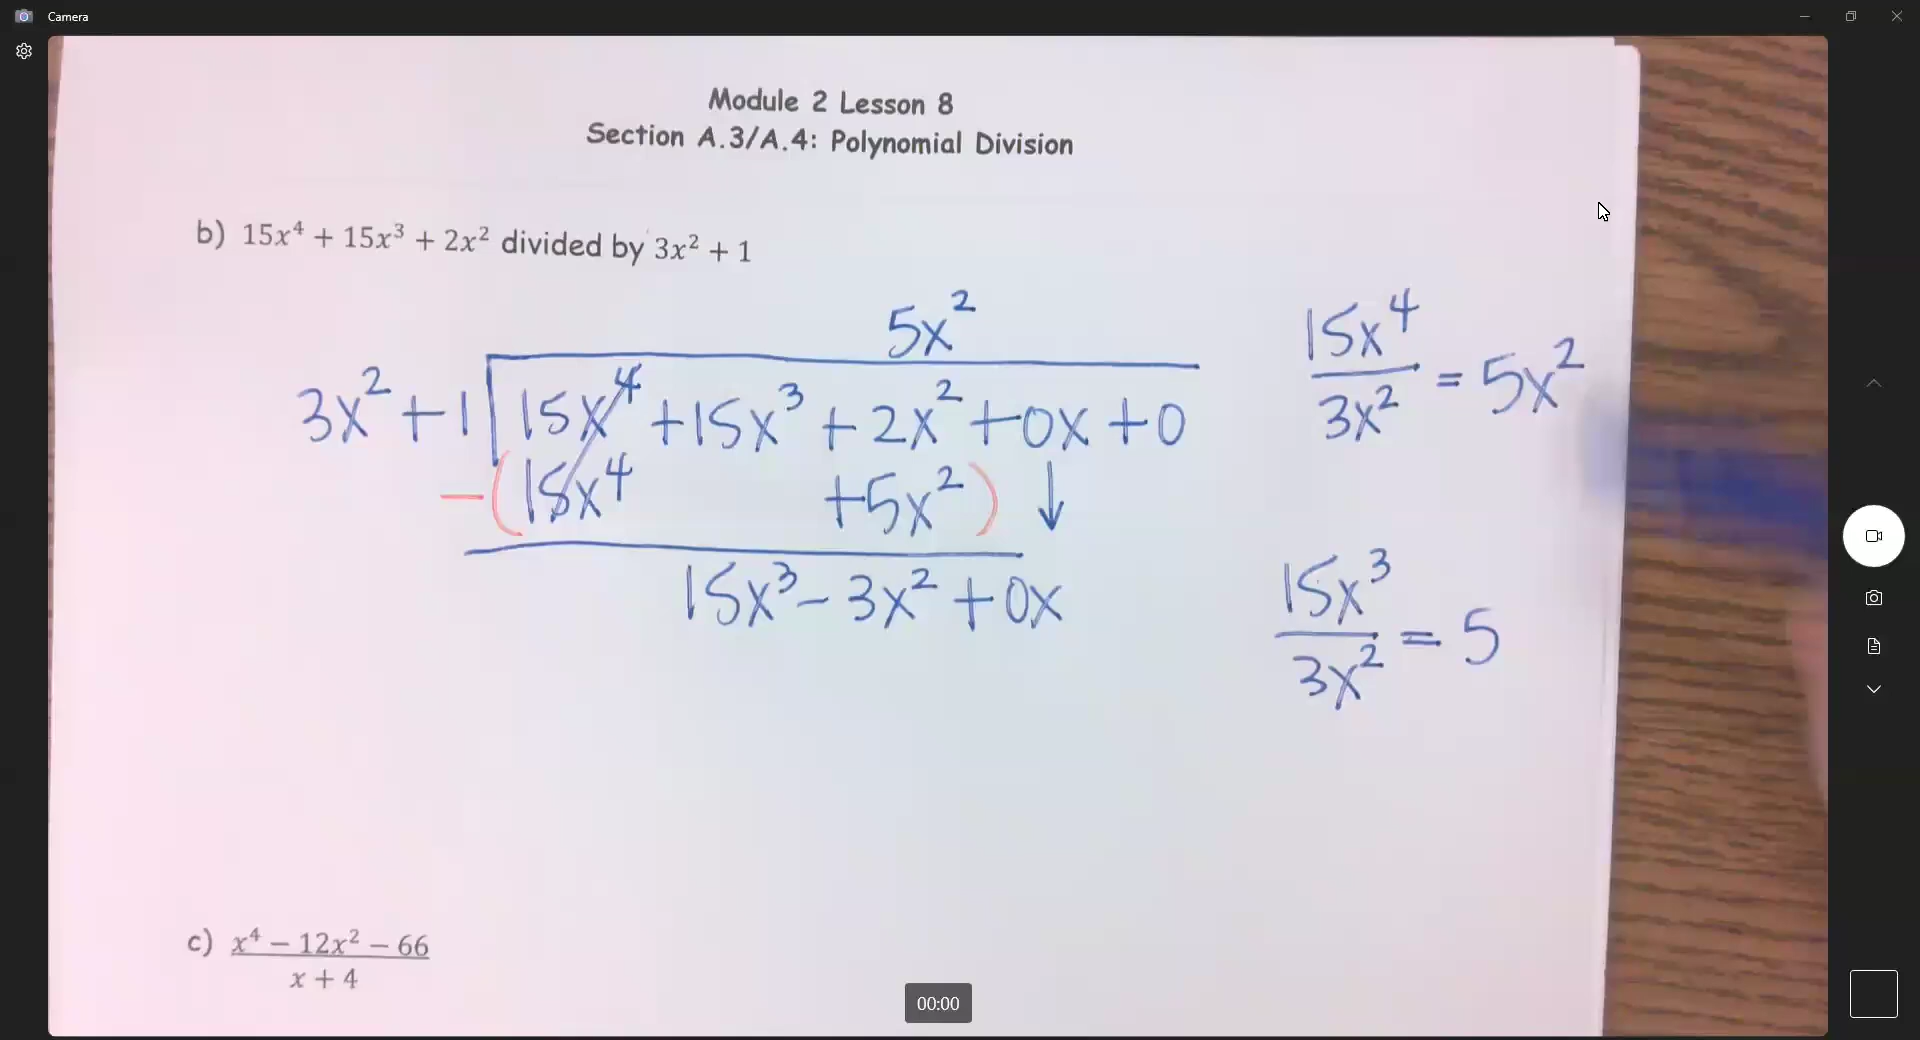 Camera
Module 2 Lesson 8
Section A.3/A.4: Polynomial Division
b) 15x⁴ + 15x³ + 2x² divided by 3x² + 1
5x²
3x² + 1 15x⁴ + 15x³ + 2x² + 0x + 0
−(15x⁴ + 5x²) ↓
15x³ − 3x² + 0x
15x⁴
3x²
= 5x²
15x³
3x²
= 5
c) x⁴ − 12x² − 66
x + 4
00:00